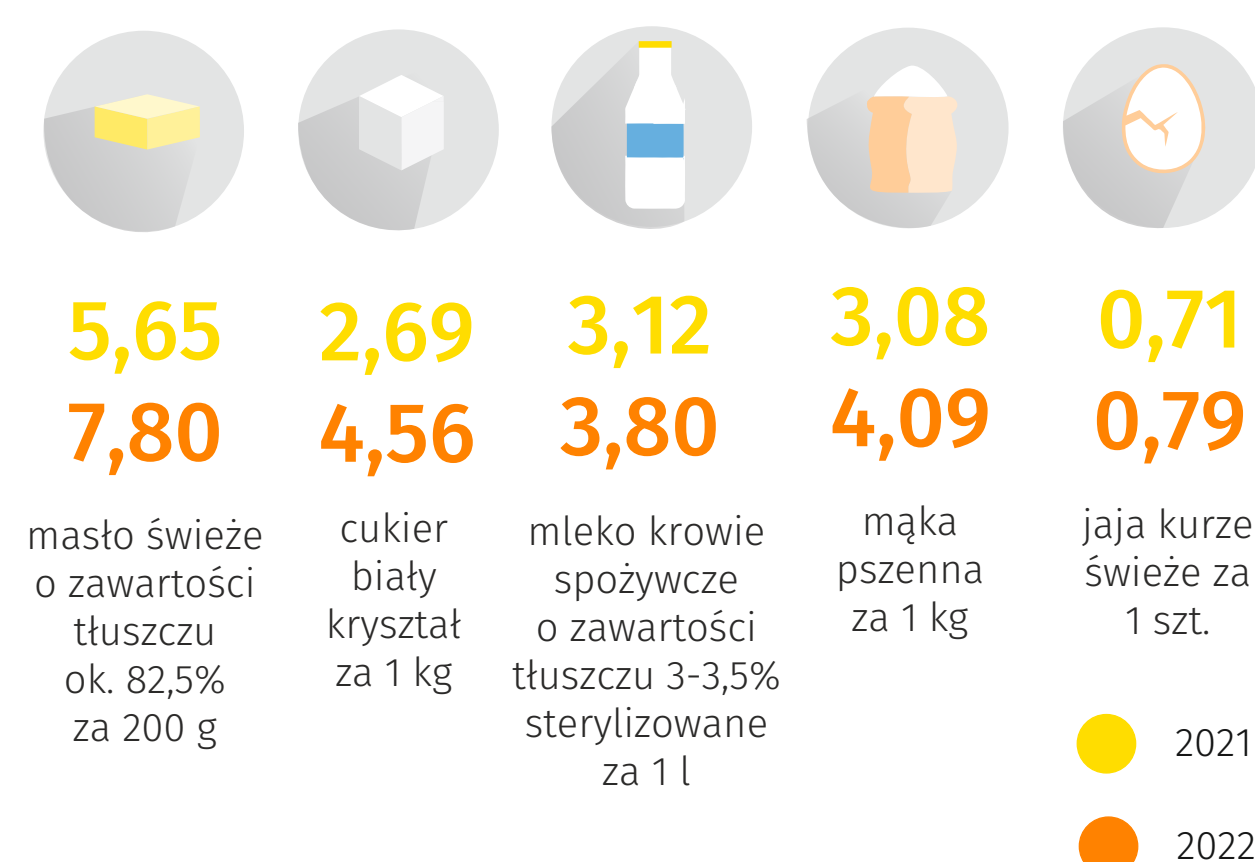 5,65
7,80
masło świeże
o zawartości
tłuszczu
ok. 82,5%
za 200 g
2,69
4,56
cukier
biały
kryształ
za 1 kg
3,12
3,80
mleko krowie
spożywcze
o zawartości
tłuszczu 3-3,5%
sterylizowane
za 1 l
3,08
4,09
mąka
pszenna
za 1 kg
0,71
0,79
jaja kurze
świeże za
1 szt.
2021
2022